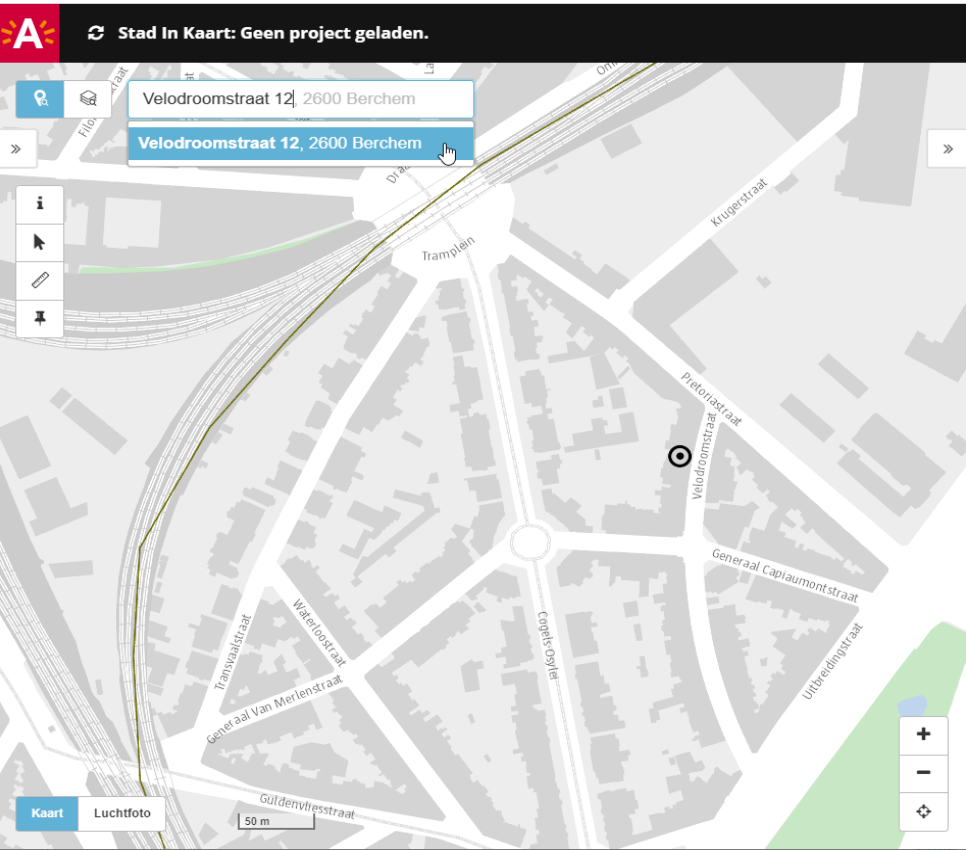 A
Stad In Kaart: Geen project geladen.
Velodroomstraat 12, 2600 Berchem
Velodroomstraat 12, 2600 Berchem
Tramplein
Krugerstraat
Pretoriastraat
Velodroomstraat
Generaal Capiaumontstraat
Uitbreidingstraat
Cogels-Osylei
Waterloostraat
Transvaalstraat
Generaal Van Merlenstraat
Guldenvliesstraat
Kaart
Luchtfoto
50 m